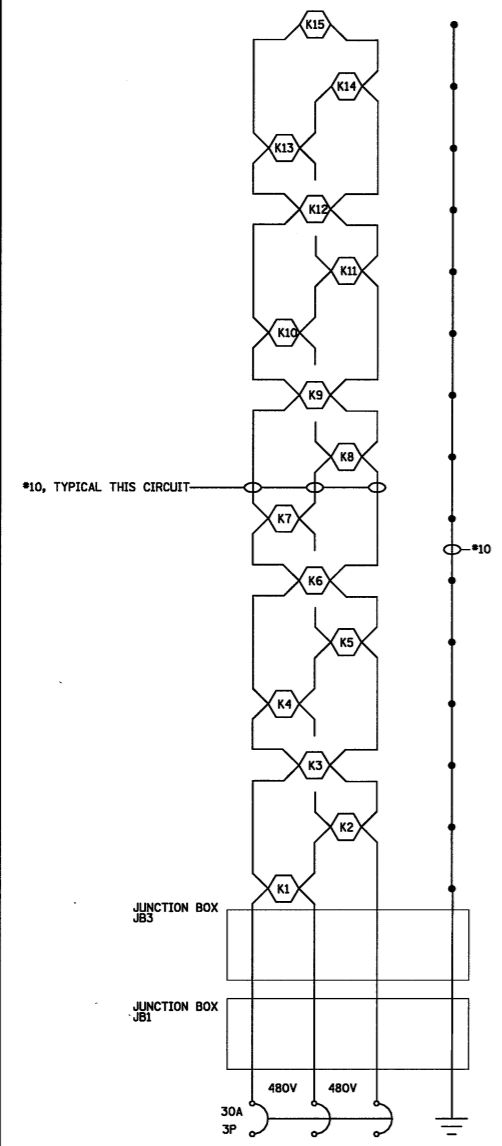 K15
K14
K13
K12
K11
K10
K9
K8
#10, TYPICAL THIS CIRCUIT
K7
#10
K6
K5
K4
K3
K2
K1
JUNCTION BOX
JB3
JUNCTION BOX
JB1
480V 480V
30A
3P